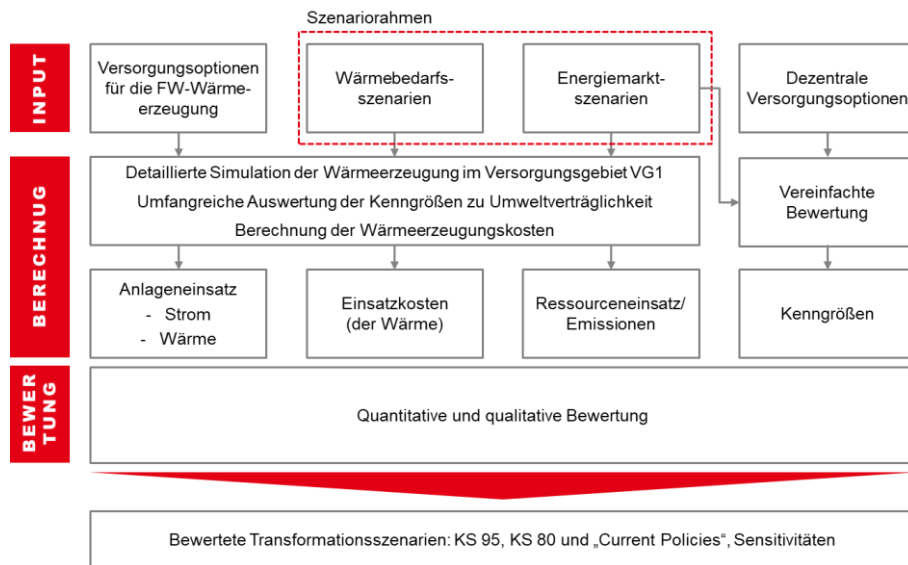 Szenariorahmen
INPUT
Versorgungsoptionen
für die FW-Wärme-
erzeugung
Wärmebedarfs-
szenarien
Energiemarkt-
szenarien
Dezentrale
Versorgungsoptionen
BERECHNUG
Detaillierte Simulation der Wärmeerzeugung im Versorgungsgebiet VG1
Umfangreiche Auswertung der Kenngrößen zu Umweltverträglichkeit
Berechnung der Wärmeerzeugungskosten
Vereinfachte
Bewertung
Anlageneinsatz
- Strom
- Wärme
Einsatzkosten
(der Wärme)
Ressourceneinsatz/
Emissionen
Kenngrößen
BEWER
TUNG
Quantitative und qualitative Bewertung
Bewertete Transformationsszenarien: KS 95, KS 80 und „Current Policies“, Sensitivitäten